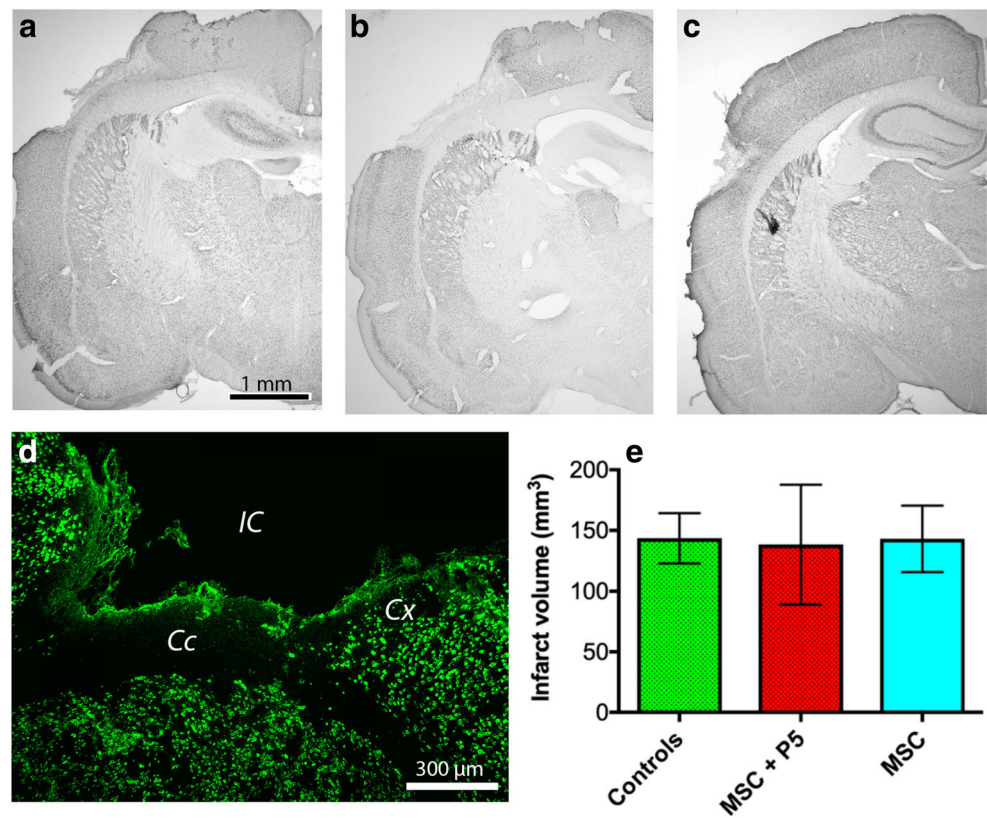 a
b
c
1 mm
d
IC
Cc
Cx
300 µm
e
Infarct volume (mm³)
200
150
100
50
0
Controls
MSC + P5
MSC